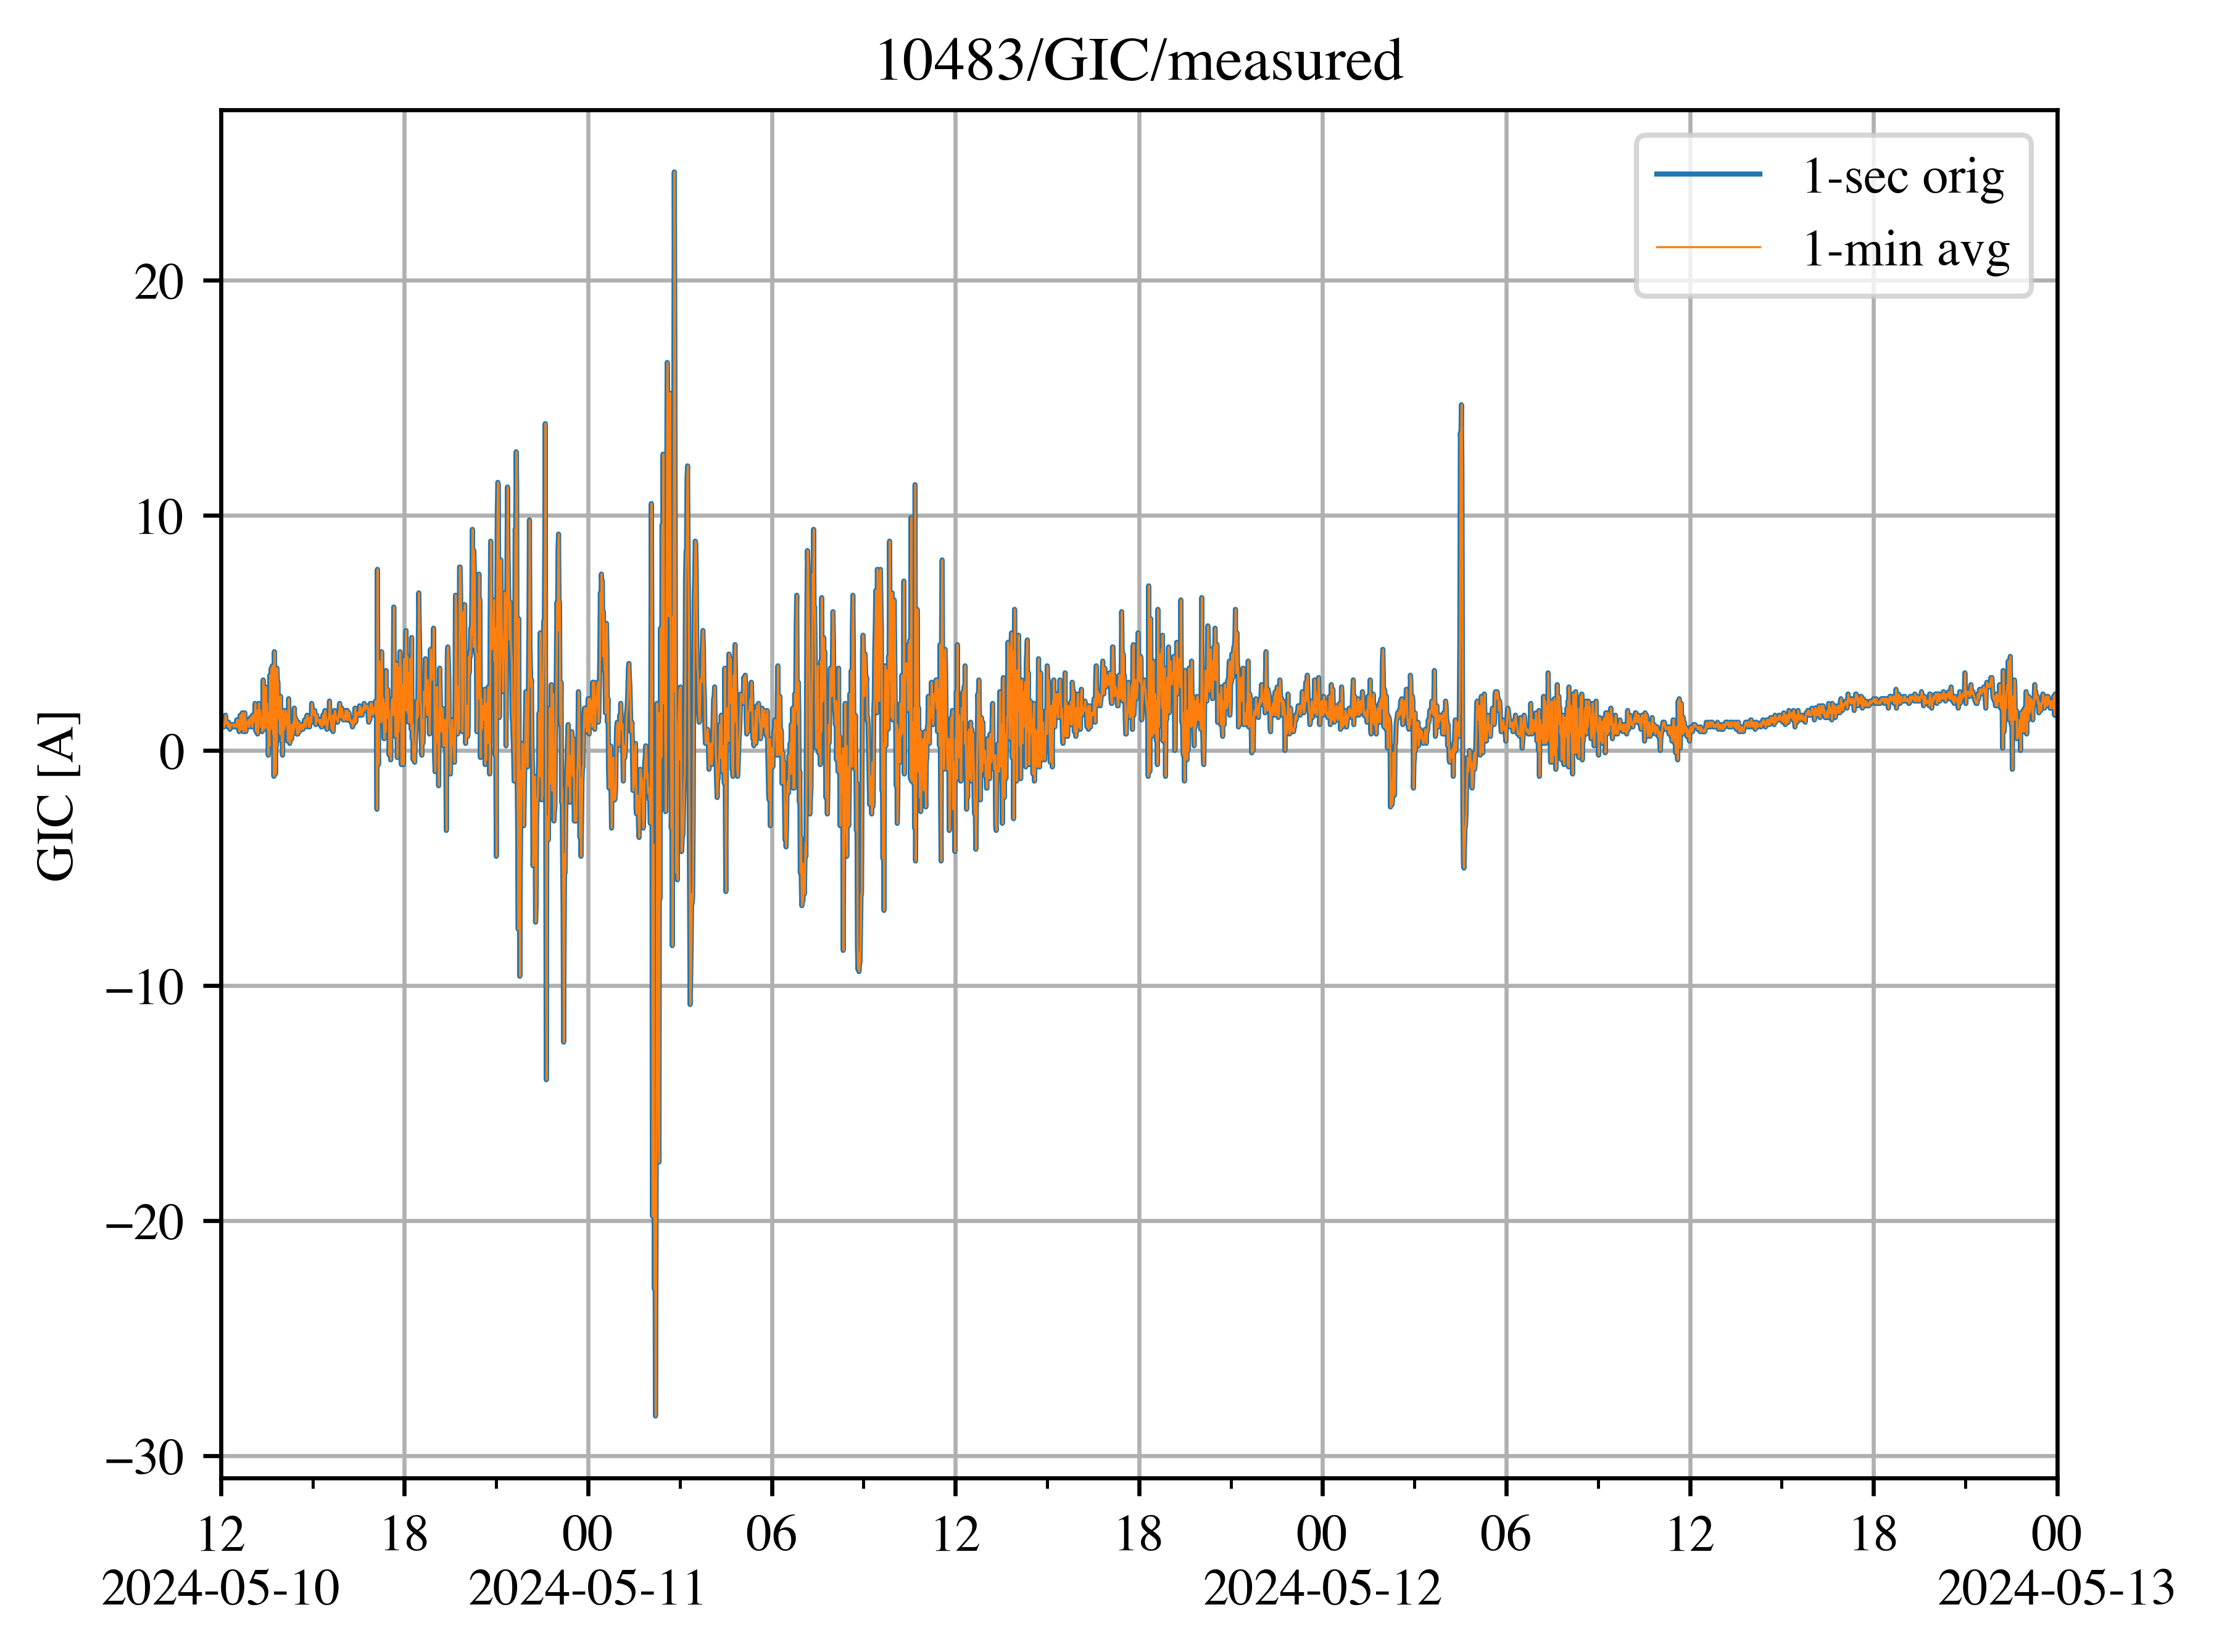 10483/GIC/measured
1-sec orig
1-min avg
GIC [A]
20
10
0
−10
−20
−30
12 18 00 06 12 18 00 06 12 18 00
2024-05-10 2024-05-11 2024-05-12 2024-05-13